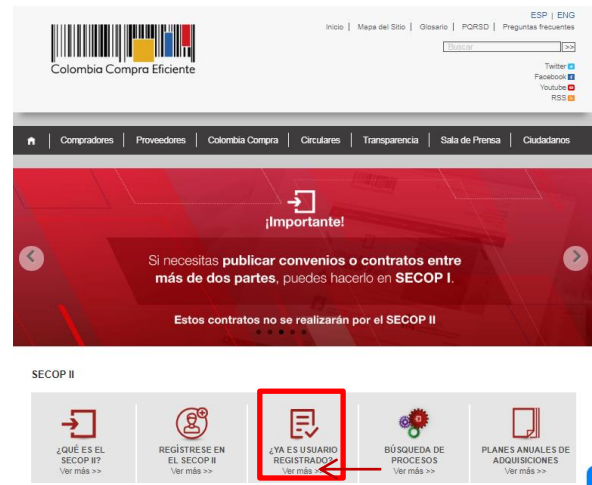 ESP | ENG
Inicio | Mapa del Sitio | Glosario | PQRSD | Preguntas frecuentes
Buscar >>
Colombia Compra Eficiente
Twitter
Facebook
Youtube
RSS
Compradores | Proveedores | Colombia Compra | Circulares | Transparencia | Sala de Prensa | Ciudadanos
¡Importante!
Si necesitas publicar convenios o contratos entre
más de dos partes, puedes hacerlo en SECOP I.
Estos contratos no se realizarán por el SECOP II
SECOP II
¿QUÉ ES EL
SECOP II?
Ver más >>
REGÍSTRESE EN
EL SECOP II
Ver más >>
¿YA ES USUARIO
REGISTRADO?
Ver más >>
BÚSQUEDA DE
PROCESOS
Ver más >>
PLANES ANUALES DE
ADQUISICIONES
Ver más >>